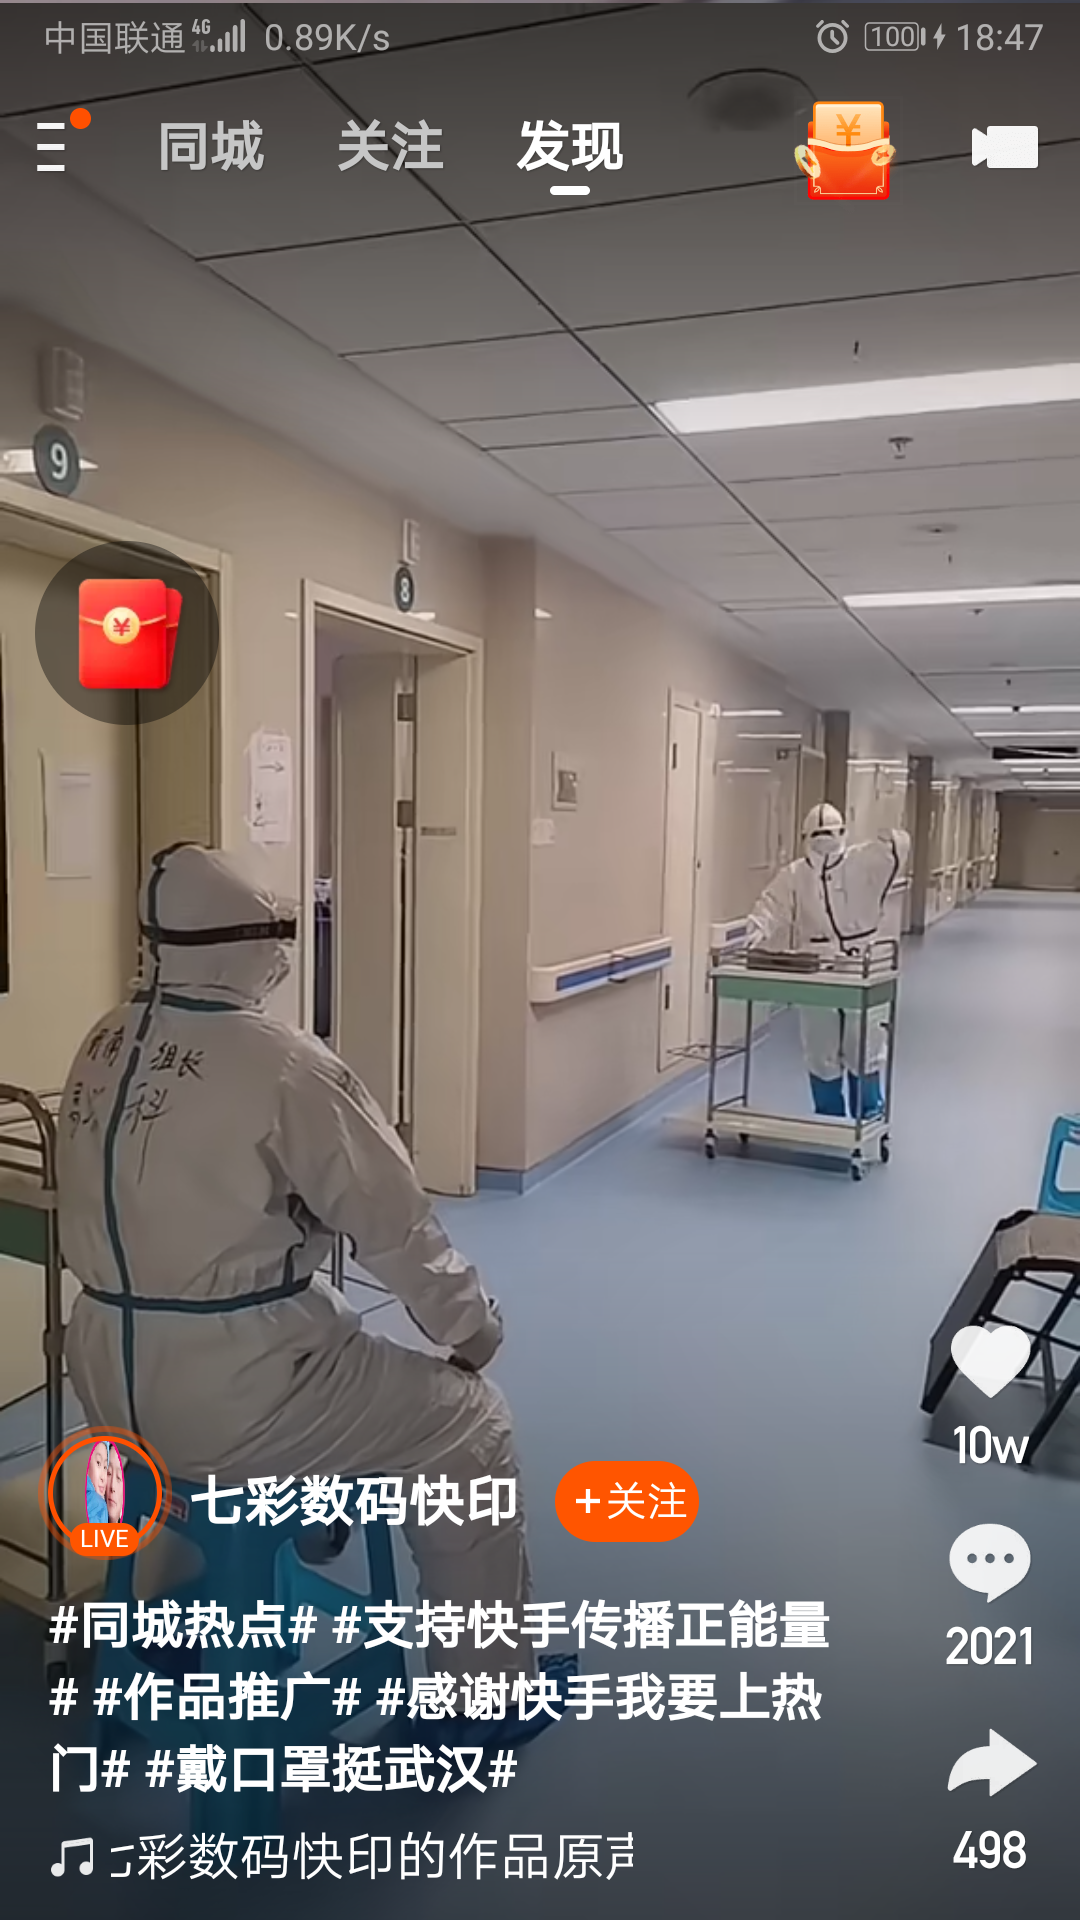 中国联通 4G 0.89K/s 100 18:47
同城 关注 发现
9
8
组长
科
LIVE 七彩数码快印 +关注
10w
2021
498
#同城热点# #支持快手传播正能量
# #作品推广# #感谢快手我要上热
门# #戴口罩挺武汉#
七彩数码快印的作品原声